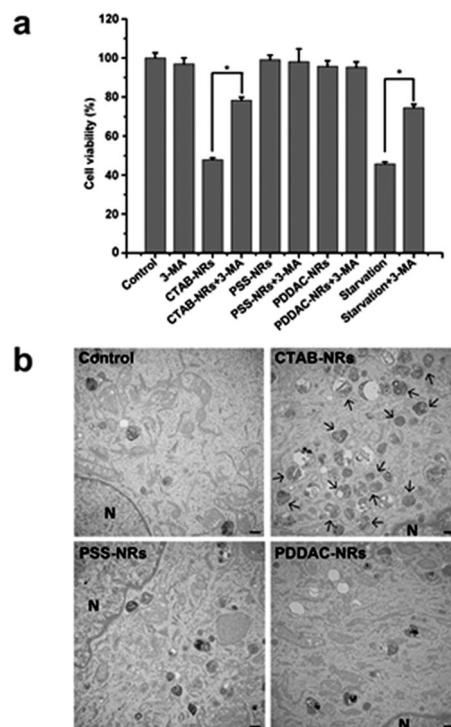 a
Cell viability (%)
120
100
80
60
40
20
0
*
*
Control
3-MA
CTAB-NRs
CTAB-NRs+3-MA
PSS-NRs
PSS-NRs+3-MA
PDDAC-NRs
PDDAC-NRs+3-MA
Starvation
Starvation+3-MA
b
Control
N
CTAB-NRs
N
PSS-NRs
N
PDDAC-NRs
N